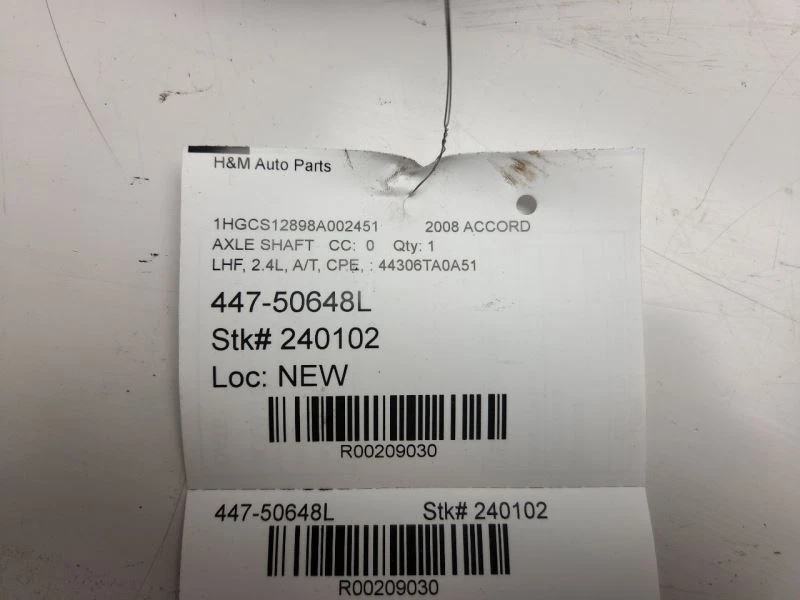 H&M Auto Parts
1HGCS12898A002451 2008 ACCORD
AXLE SHAFT CC: 0 Qty: 1
LHF, 2.4L, A/T, CPE, : 44306TA0A51
447-50648L
Stk# 240102
Loc: NEW
R00209030
447-50648L Stk# 240102
R00209030